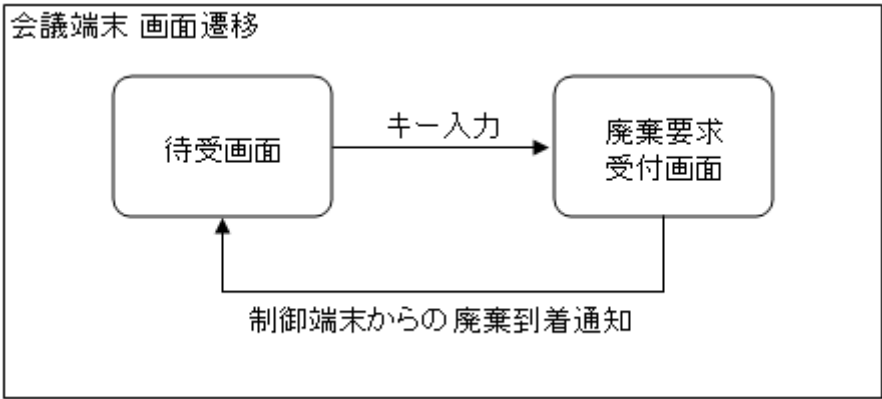 会議端末 画面遷移
待受画面
キー入力
廃棄要求
受付画面
制御端末からの廃棄到着通知